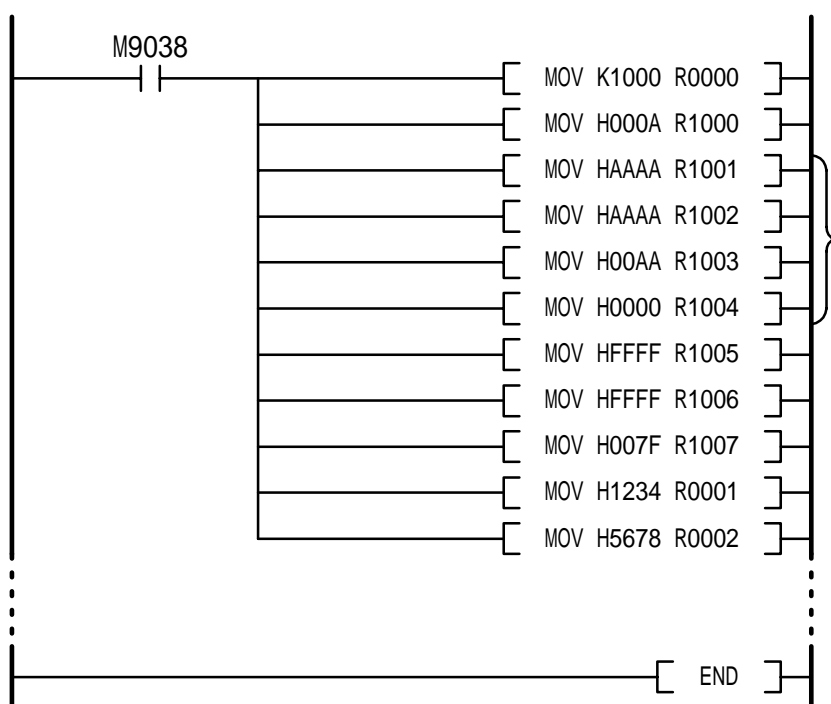 M9038
MOV K1000 R0000
MOV H000A R1000
MOV HAAAA R1001
MOV HAAAA R1002
MOV H00AA R1003
MOV H0000 R1004
MOV HFFFF R1005
MOV HFFFF R1006
MOV H007F R1007
MOV H1234 R0001
MOV H5678 R0002
END